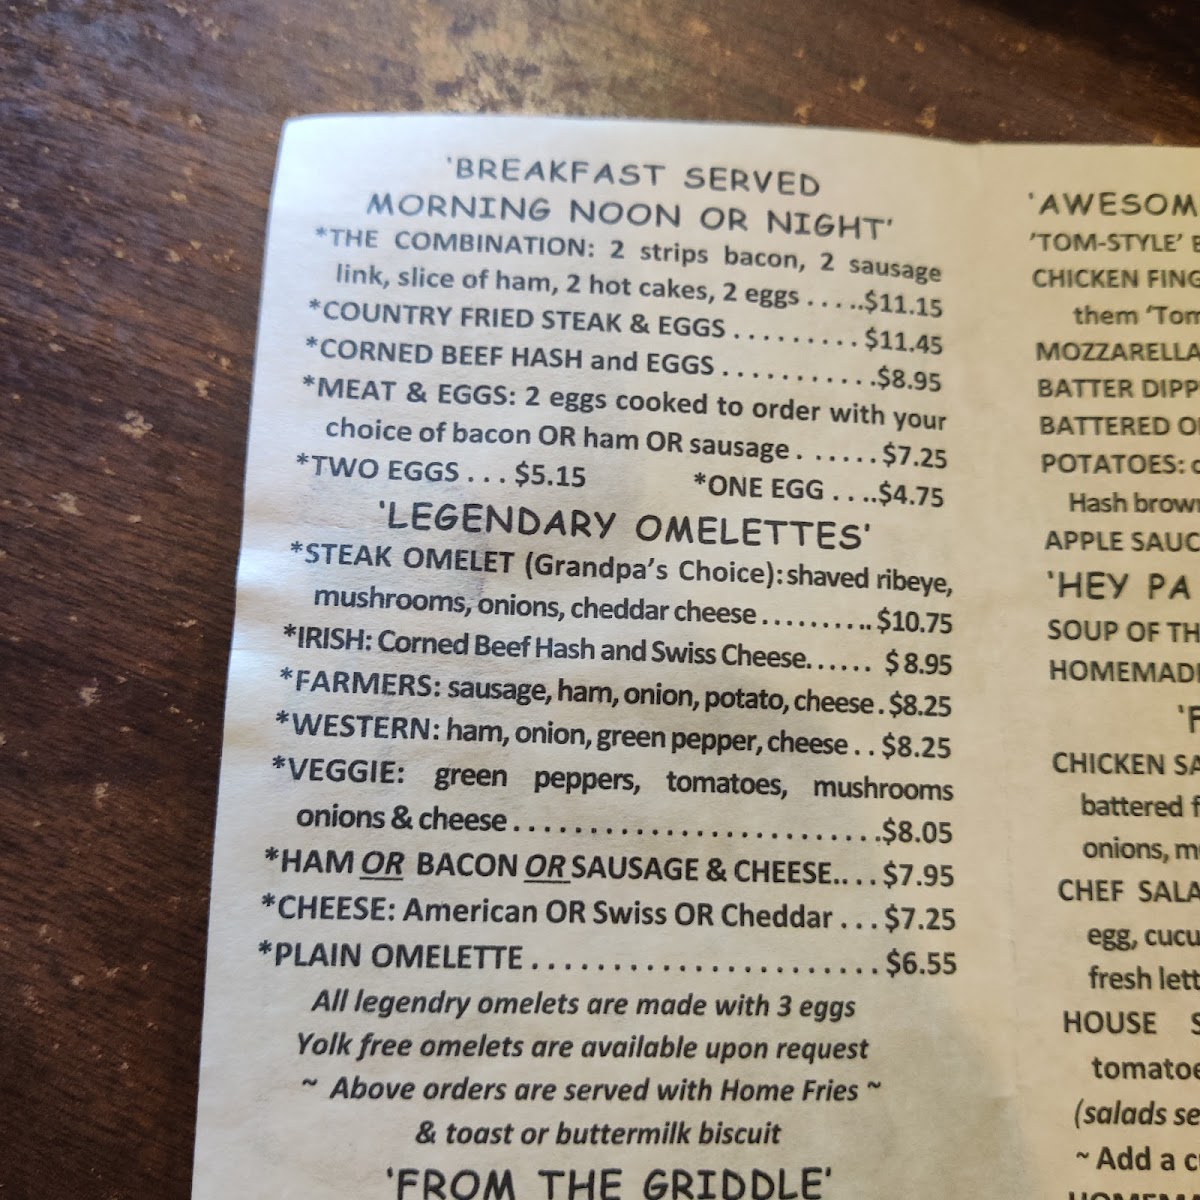 'BREAKFAST SERVED
MORNING NOON OR NIGHT'
*THE COMBINATION: 2 strips bacon, 2 sausage
link, slice of ham, 2 hot cakes, 2 eggs . . . . ..$11.15
*COUNTRY FRIED STEAK & EGGS . . . . . . . . . $11.45
*CORNED BEEF HASH and EGGS . . . . . . . . . . .$8.95
*MEAT & EGGS: 2 eggs cooked to order with your
choice of bacon OR ham OR sausage . . . . . . $7.25
*TWO EGGS . . . $5.15 *ONE EGG . . ..$4.75
'LEGENDARY OMELETTES'
*STEAK OMELET (Grandpa's Choice): shaved ribeye,
mushrooms, onions, cheddar cheese . . . . . . . . .. $10.75
*IRISH: Corned Beef Hash and Swiss Cheese. . . . . . $ 8.95
*FARMERS: sausage, ham, onion, potato, cheese . $8.25
*WESTERN: ham, onion, green pepper, cheese . . $8.25
*VEGGIE: green peppers, tomatoes, mushrooms
onions & cheese . . . . . . . . . . . . . . . . . . . . . . . . . .$8.05
*HAM OR BACON OR SAUSAGE & CHEESE.. . . $7.95
*CHEESE: American OR Swiss OR Cheddar . . . $7.25
*PLAIN OMELETTE . . . . . . . . . . . . . . . . . . . . . . $6.55
All legendry omelets are made with 3 eggs
Yolk free omelets are available upon request
~ Above orders are served with Home Fries ~
& toast or buttermilk biscuit
'FROM THE GRIDDLE'
'AWESOM
'TOM-STYLE' B
CHICKEN FING
them 'Tom
MOZZARELLA
BATTER DIPP
BATTERED O
POTATOES:
Hash brown
APPLE SAUC
'HEY PA
SOUP OF TH
HOMEMADE
'F
CHICKEN SA
battered f
onions, mu
CHEF SALA
egg, cucu
fresh lett
HOUSE S
tomatoe
(salads se
~ Add a c